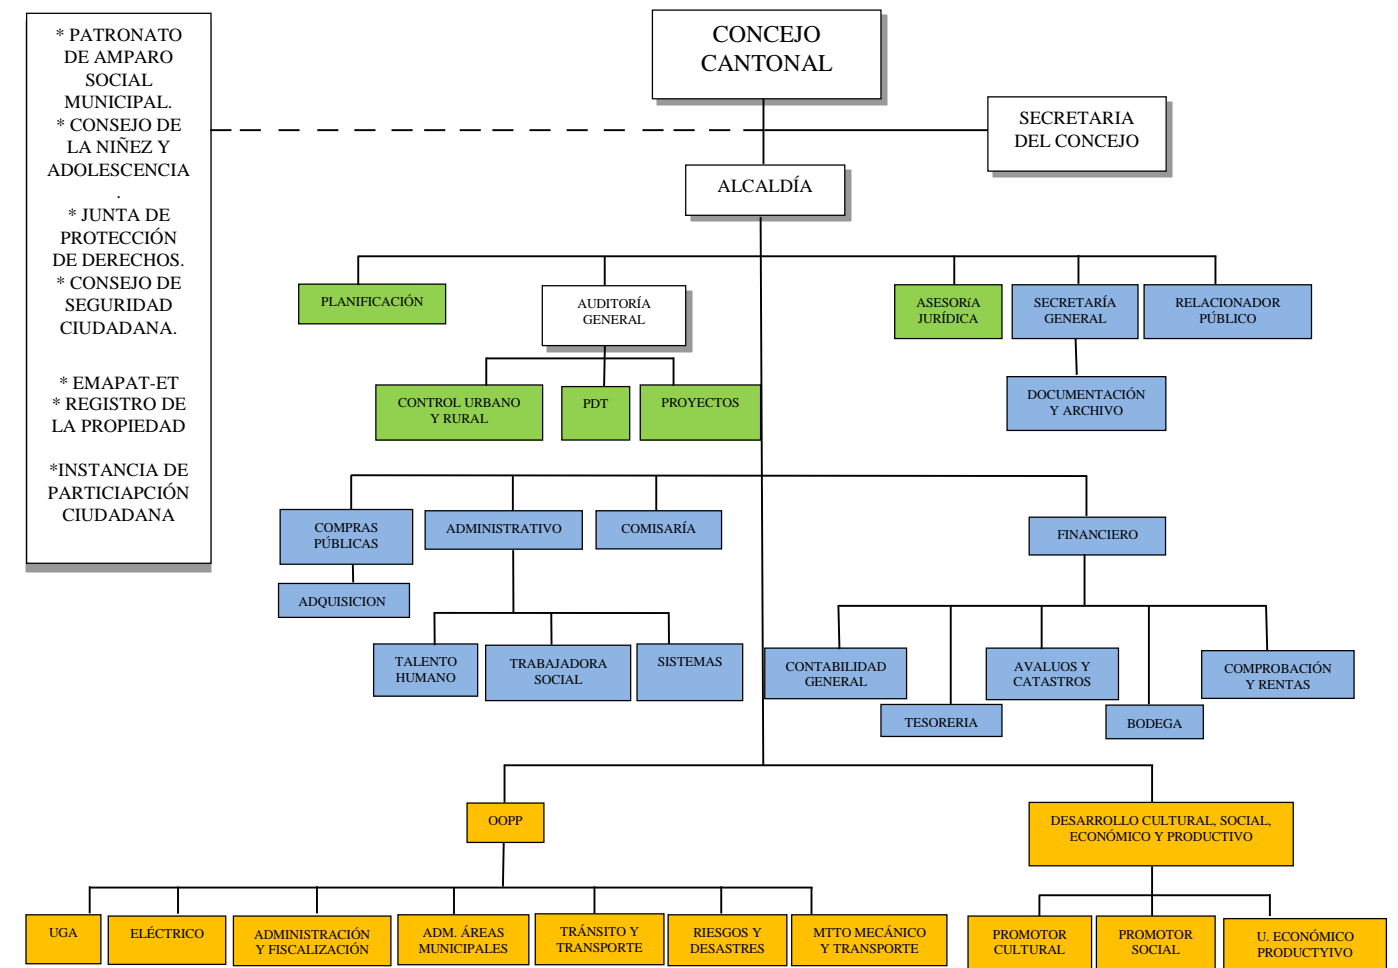 * PATRONATO
DE AMPARO
SOCIAL
MUNICIPAL.
* CONSEJO DE
LA NIÑEZ Y
ADOLESCENCIA
.
* JUNTA DE
PROTECCIÓN
DE DERECHOS.
* CONSEJO DE
SEGURIDAD
CIUDADANA.
* EMAPAT-ET
* REGISTRO DE
LA PROPIEDAD
*INSTANCIA DE
PARTICIAPCIÓN
CIUDADANA
CONCEJO
CANTONAL
SECRETARIA
DEL CONCEJO
ALCALDÍA
PLANIFICACIÓN
AUDITORÍA
GENERAL
ASESORíA
JURÍDICA
SECRETARÍA
GENERAL
RELACIONADOR
PÚBLICO
CONTROL URBANO
Y RURAL
PDT
PROYECTOS
DOCUMENTACIÓN
Y ARCHIVO
COMPRAS
PÚBLICAS
ADMINISTRATIVO
COMISARÍA
FINANCIERO
ADQUISICION
TALENTO
HUMANO
TRABAJADORA
SOCIAL
SISTEMAS
CONTABILIDAD
GENERAL
TESORERIA
AVALUOS Y
CATASTROS
BODEGA
COMPROBACIÓN
Y RENTAS
OOPP
DESARROLLO CULTURAL, SOCIAL,
ECONÓMICO Y PRODUCTIVO
UGA
ELÉCTRICO
ADMINISTRACIÓN
Y FISCALIZACIÓN
ADM. ÁREAS
MUNICIPALES
TRÁNSITO Y
TRANSPORTE
RIESGOS Y
DESASTRES
MTTO MECÁNICO
Y TRANSPORTE
PROMOTOR
CULTURAL
PROMOTOR
SOCIAL
U. ECONÓMICO
PRODUCTYIVO